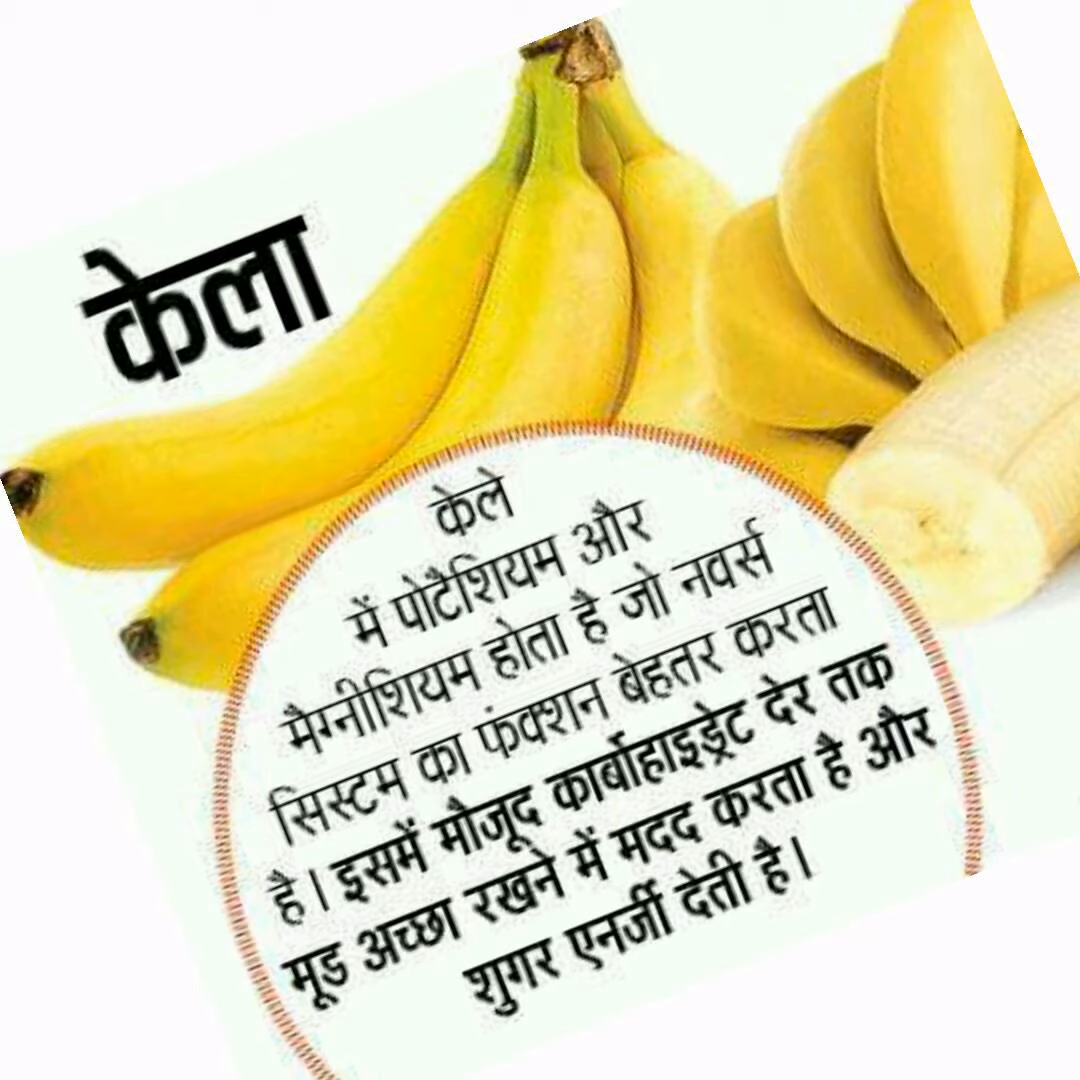 केला
केले
में पोटैशियम और
मैग्नीशियम होता है जो नवर्स
सिस्टम का फंक्शन बेहतर करता
है। इसमें मौजूद कार्बोहाइड्रेट देर तक
मूड अच्छा रखने में मदद करता है और
शुगर एनर्जी देती है।